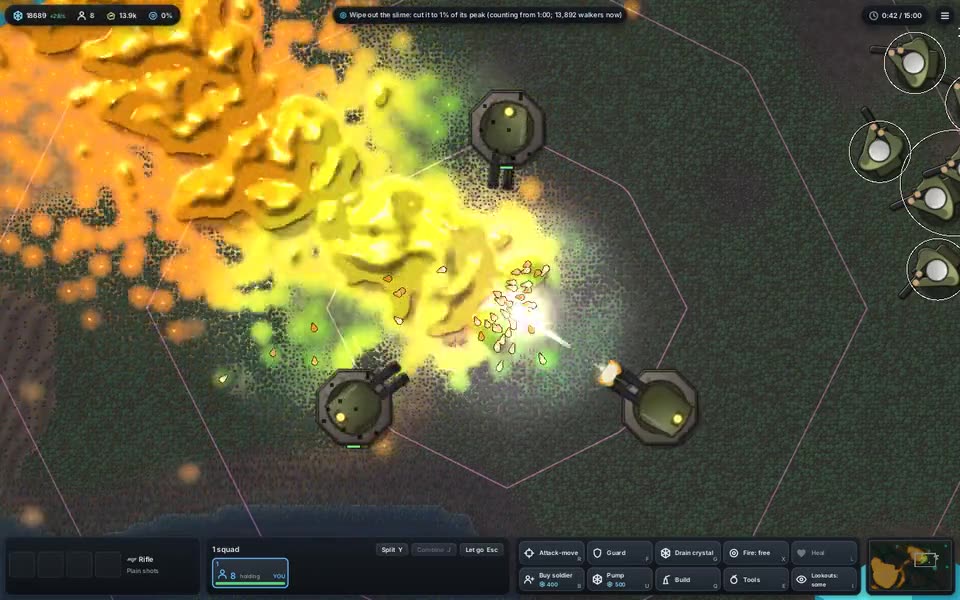 18689 +28/s 8 13.9k 0%
Wipe out the slime: cut it to 1% of its peak (counting from 1:00; 13,892 walkers now)
0:42 / 15:00
Rifle
Plain shots
1 squad
Split Y
Combine J
Let go Esc
1
8 holding YOU
Attack-move R
Guard F
Drain crystal G
Fire: free X
Heal L
Buy soldier 400 B
Pump 500 U
Build Q
Tools E
Lookouts: some I